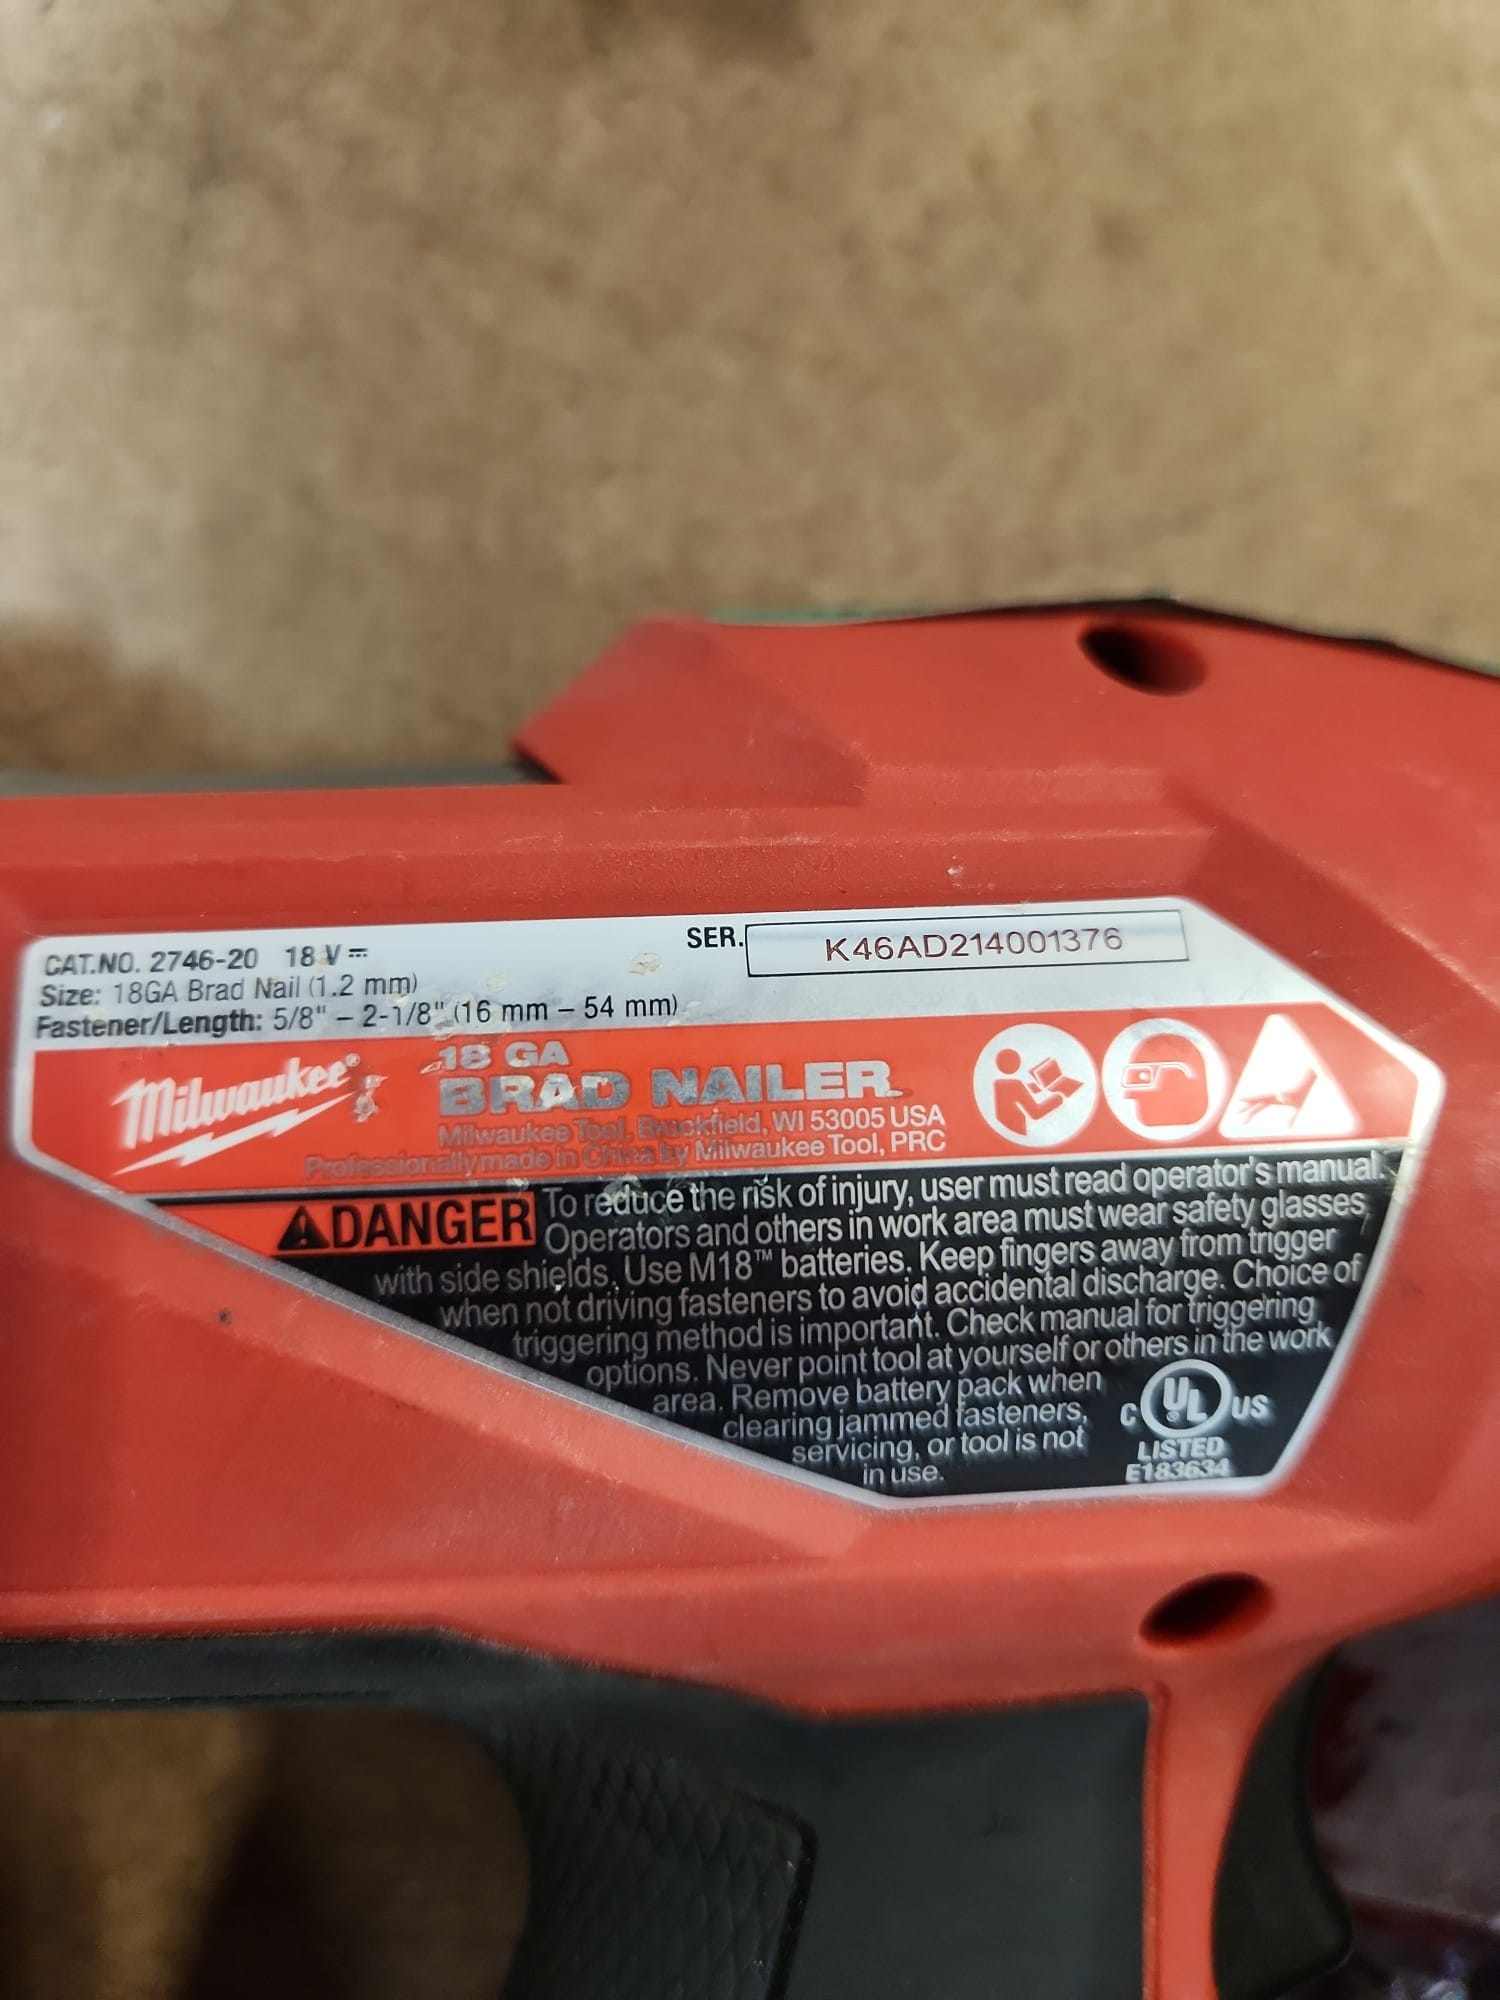 CAT.NO. 2746-20 18 V ⎓
SER. K46AD214001376
Size: 18GA Brad Nail (1.2 mm)
Fastener/Length: 5/8" – 2-1/8" (16 mm – 54 mm)
Milwaukee®
18 GA
BRAD NAILER
Milwaukee Tool, Brookfield, WI 53005 USA
Professionally made in China by Milwaukee Tool, PRC
⚠DANGER To reduce the risk of injury, user must read operator's manual.
Operators and others in work area must wear safety glasses
with side shields. Use M18™ batteries. Keep fingers away from trigger
when not driving fasteners to avoid accidental discharge. Choice of
triggering method is important. Check manual for triggering
options. Never point tool at yourself or others in the work
area. Remove battery pack when
clearing jammed fasteners,
servicing, or tool is not
in use.
C UL® US
LISTED
E183634